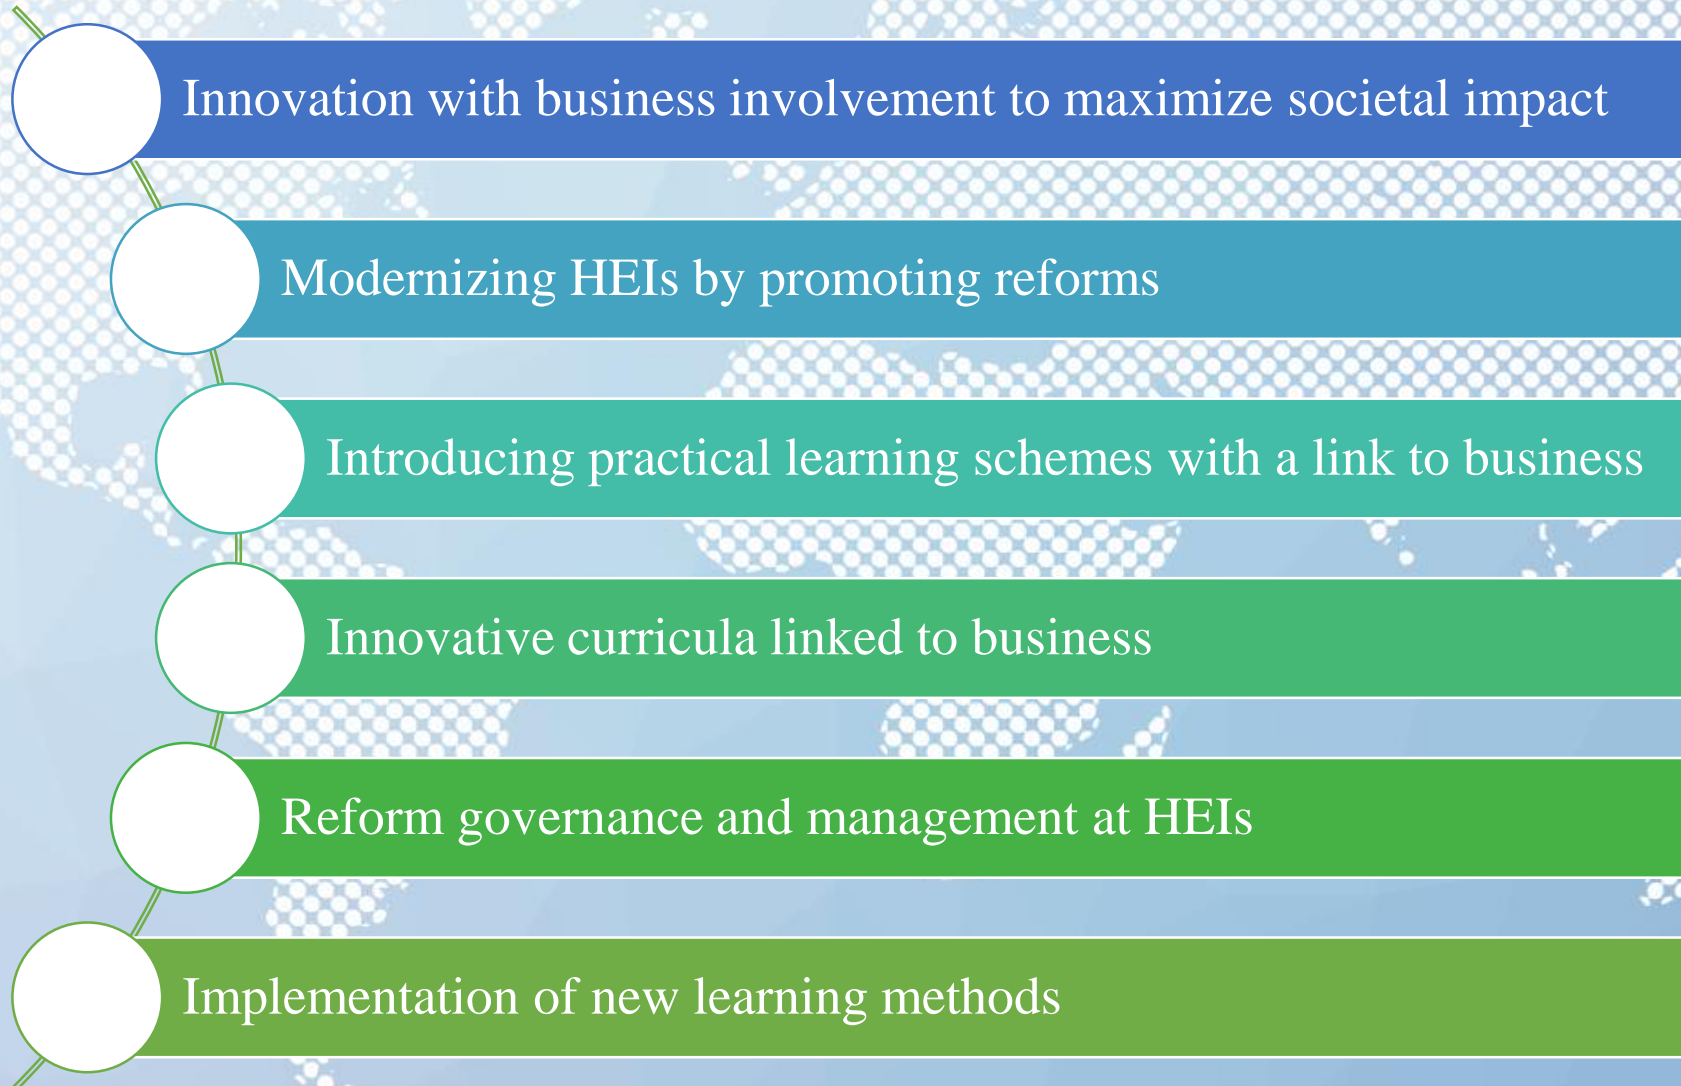 Innovation with business involvement to maximize societal impact
Modernizing HEIs by promoting reforms
Introducing practical learning schemes with a link to business
Innovative curricula linked to business
Reform governance and management at HEIs
Implementation of new learning methods